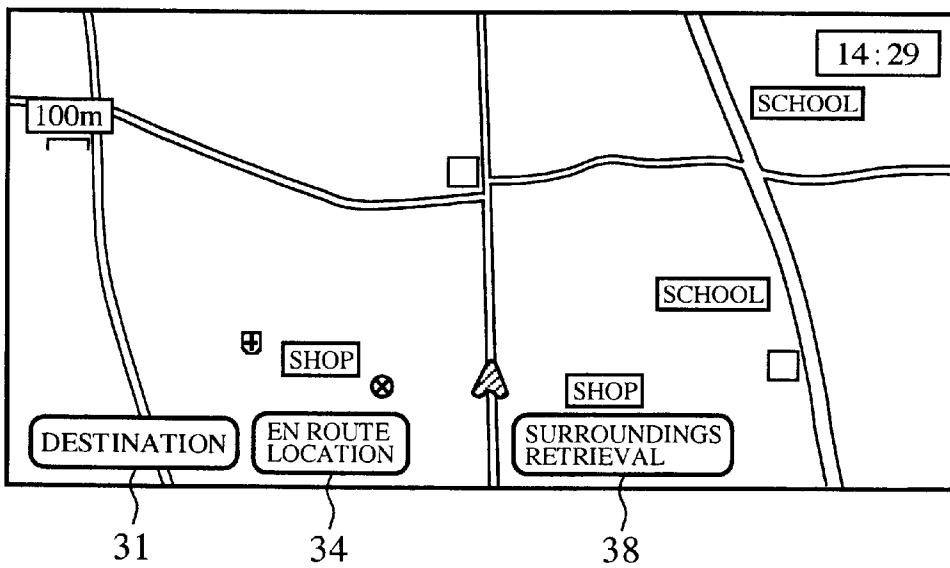 14:29
SCHOOL
100m
SCHOOL
SHOP
SHOP
DESTINATION
EN ROUTE
LOCATION
SURROUNDINGS
RETRIEVAL
31
34
38